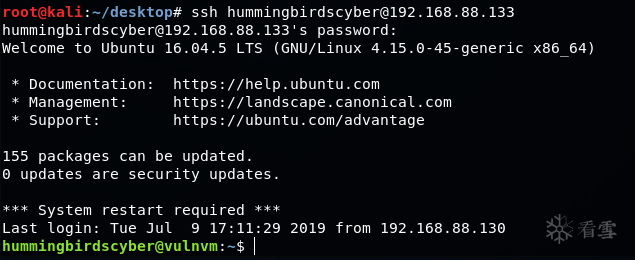 root@kali:~/desktop# ssh hummingbirdscyber@192.168.88.133
hummingbirdscyber@192.168.88.133's password:
Welcome to Ubuntu 16.04.5 LTS (GNU/Linux 4.15.0-45-generic x86_64)
* Documentation:  https://help.ubuntu.com
* Management:     https://landscape.canonical.com
* Support:        https://ubuntu.com/advantage
155 packages can be updated.
0 updates are security updates.
*** System restart required ***
Last login: Tue Jul  9 17:11:29 2019 from 192.168.88.130
hummingbirdscyber@vulnvm:~$
看雪